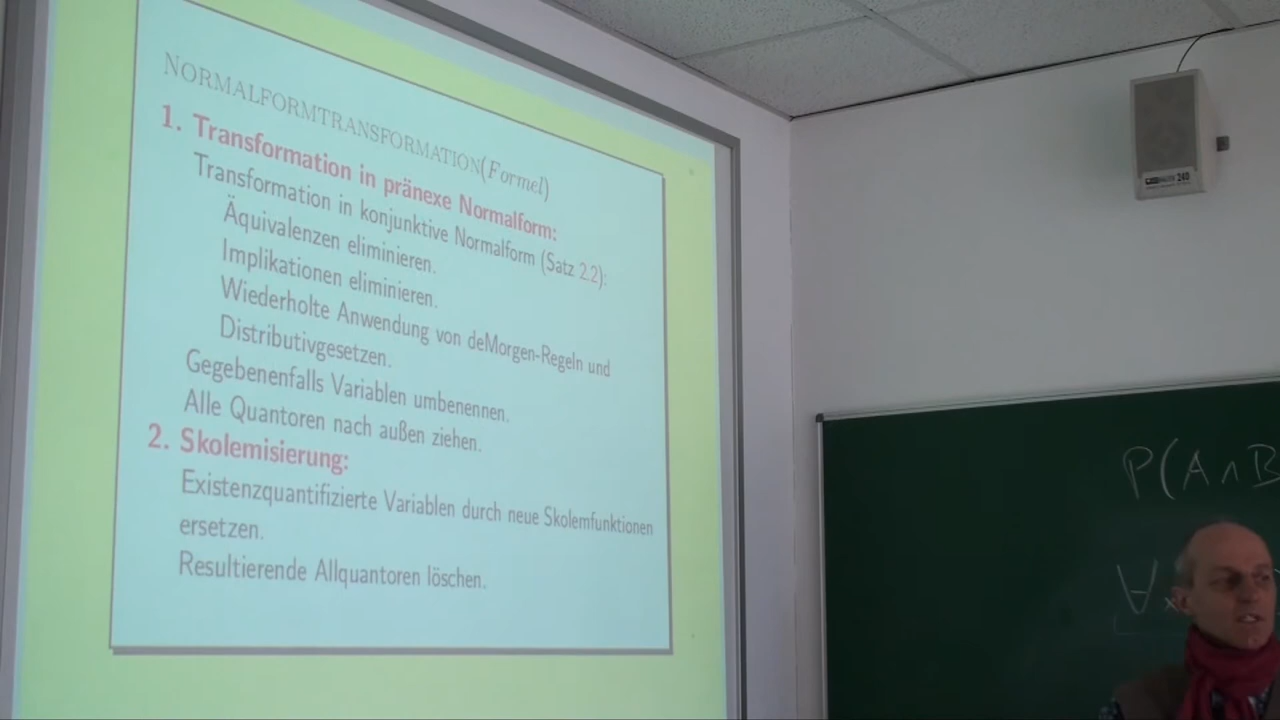 NORMALFORMTRANSFORMATION(Formel)
1. Transformation in pränexe Normalform:
Transformation in konjunktive Normalform (Satz 2.2):
Äquivalenzen eliminieren.
Implikationen eliminieren.
Wiederholte Anwendung von deMorgen-Regeln und
Distributivgesetzen.
Gegebenenfalls Variablen umbenennen.
Alle Quantoren nach außen ziehen.
2. Skolemisierung:
Existenzquantifizierte Variablen durch neue Skolemfunktionen
ersetzen.
Resultierende Allquantoren löschen.
240
P(A ∧ B
∀x